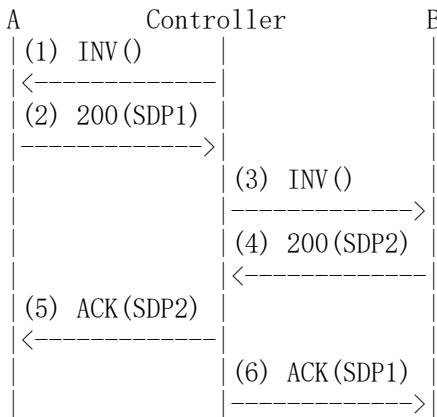 A Controller B
(1) INV()
(2) 200(SDP1)
(3) INV()
(4) 200(SDP2)
(5) ACK(SDP2)
(6) ACK(SDP1)